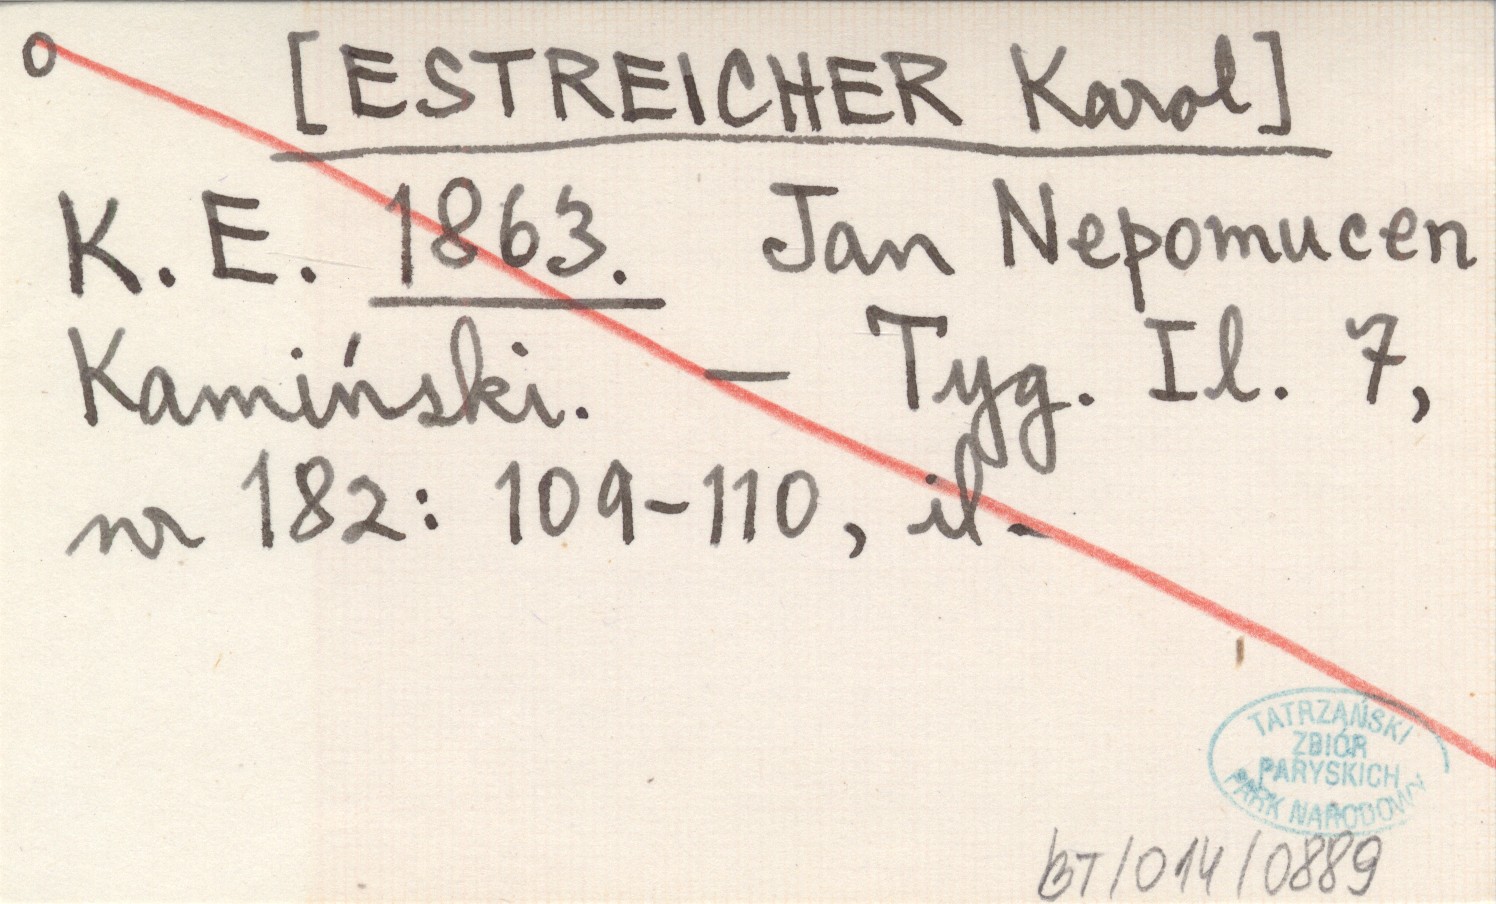 o [ESTREICHER Karol]
K. E. 1863. Jan Nepomucen
Kamiński. — Tyg. Il. 7,
nr 182: 109-110, il.
TATRZAŃSKI
ZBIÓR
PARYSKICH
PARK NARODOWY
BT/014/0889